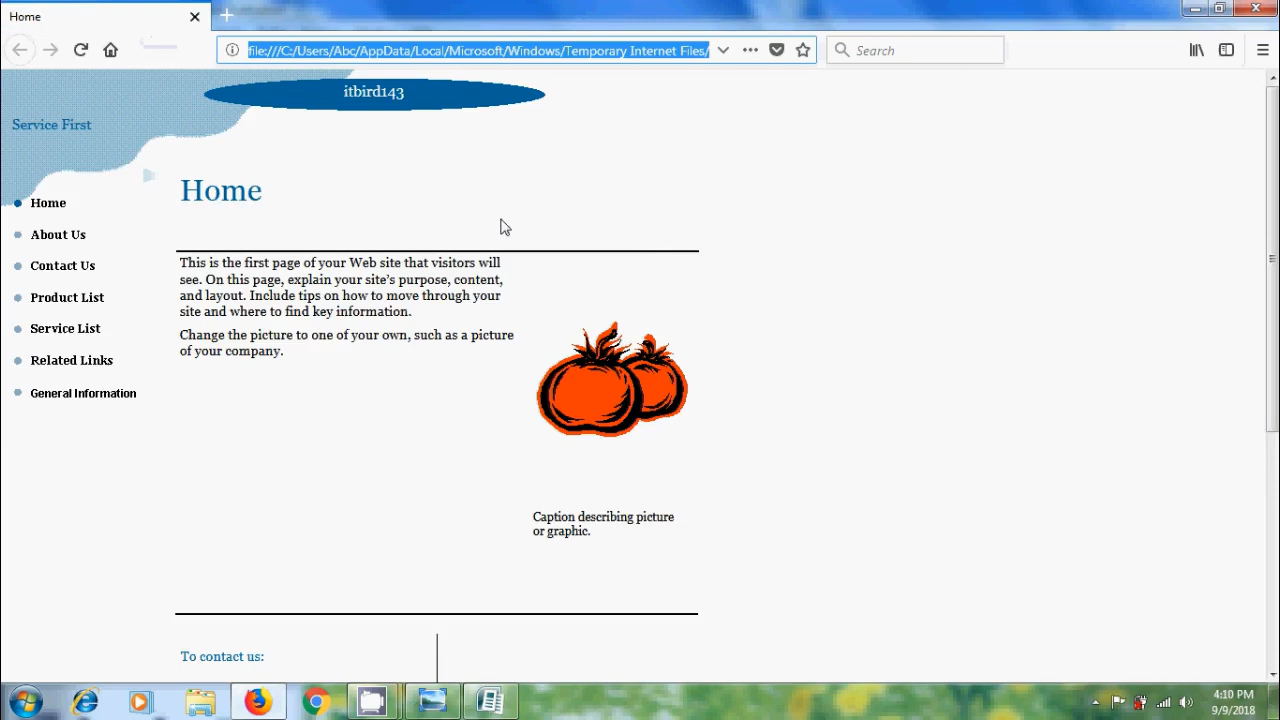 Home
file:///C:/Users/Abc/AppData/Local/Microsoft/Windows/Temporary Internet Files/
Search
itbird143
Service First
Home
Home
About Us
Contact Us
Product List
Service List
Related Links
General Information
This is the first page of your Web site that visitors will
see. On this page, explain your site's purpose, content,
and layout. Include tips on how to move through your
site and where to find key information.
Change the picture to one of your own, such as a picture
of your company.
Caption describing picture
or graphic.
To contact us:
4:10 PM
9/9/2018